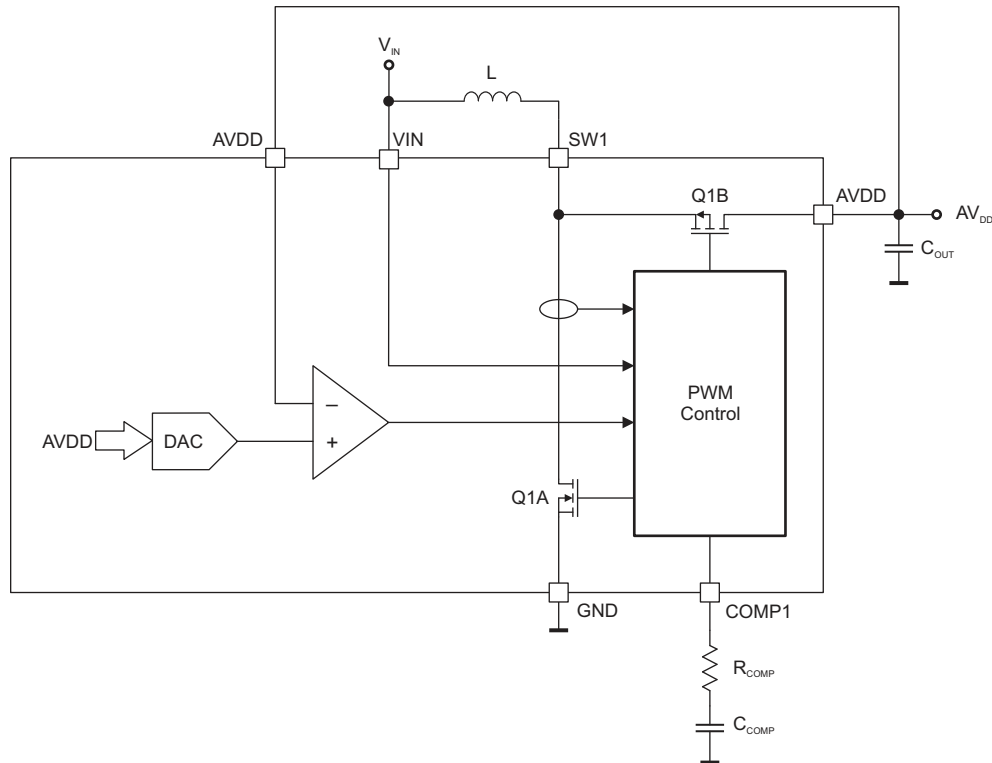 V_IN
L
AVDD
VIN
SW1
Q1B
AVDD
AV_DD
C_OUT
PWM
Control
−
+
AVDD
DAC
Q1A
GND
COMP1
R_COMP
C_COMP